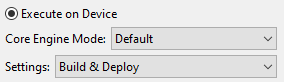 Execute on Device
Core Engine Mode: Default
Settings: Build & Deploy